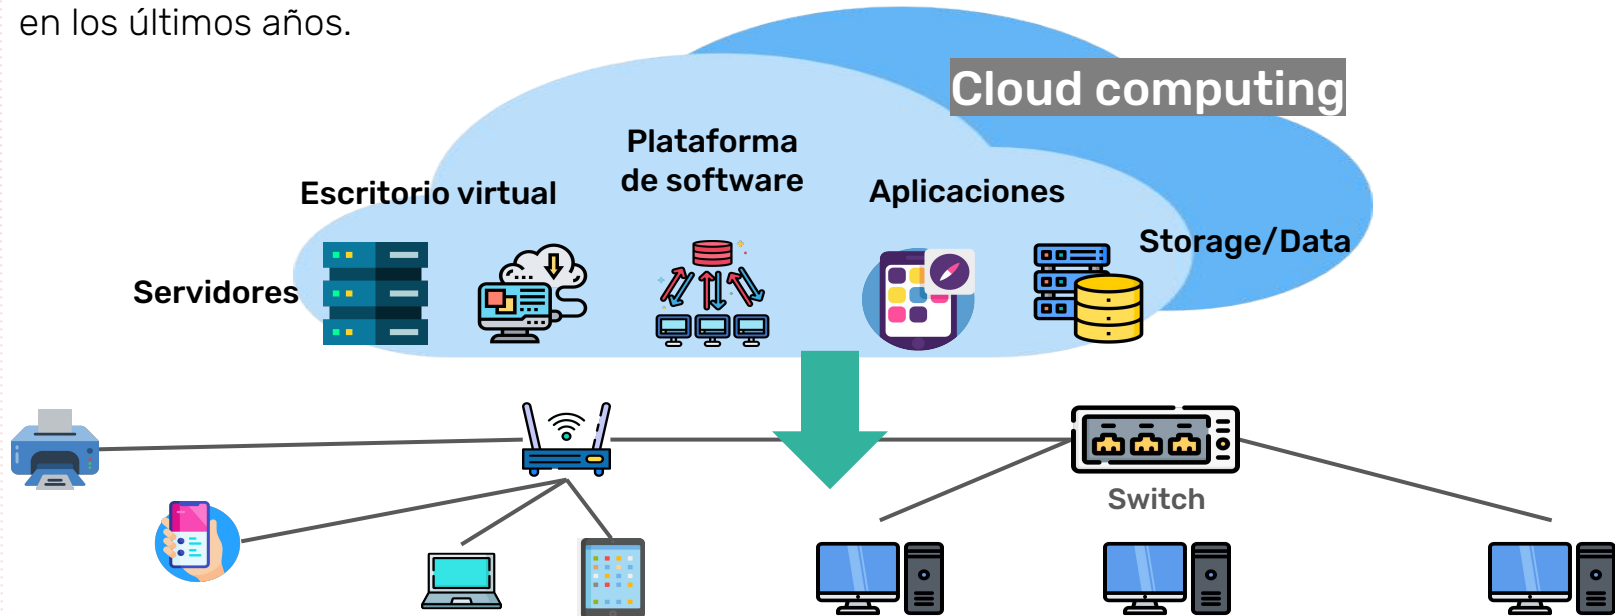 en los últimos años.
Cloud computing
Plataforma
de software
Escritorio virtual
Aplicaciones
Storage/Data
Servidores
Switch